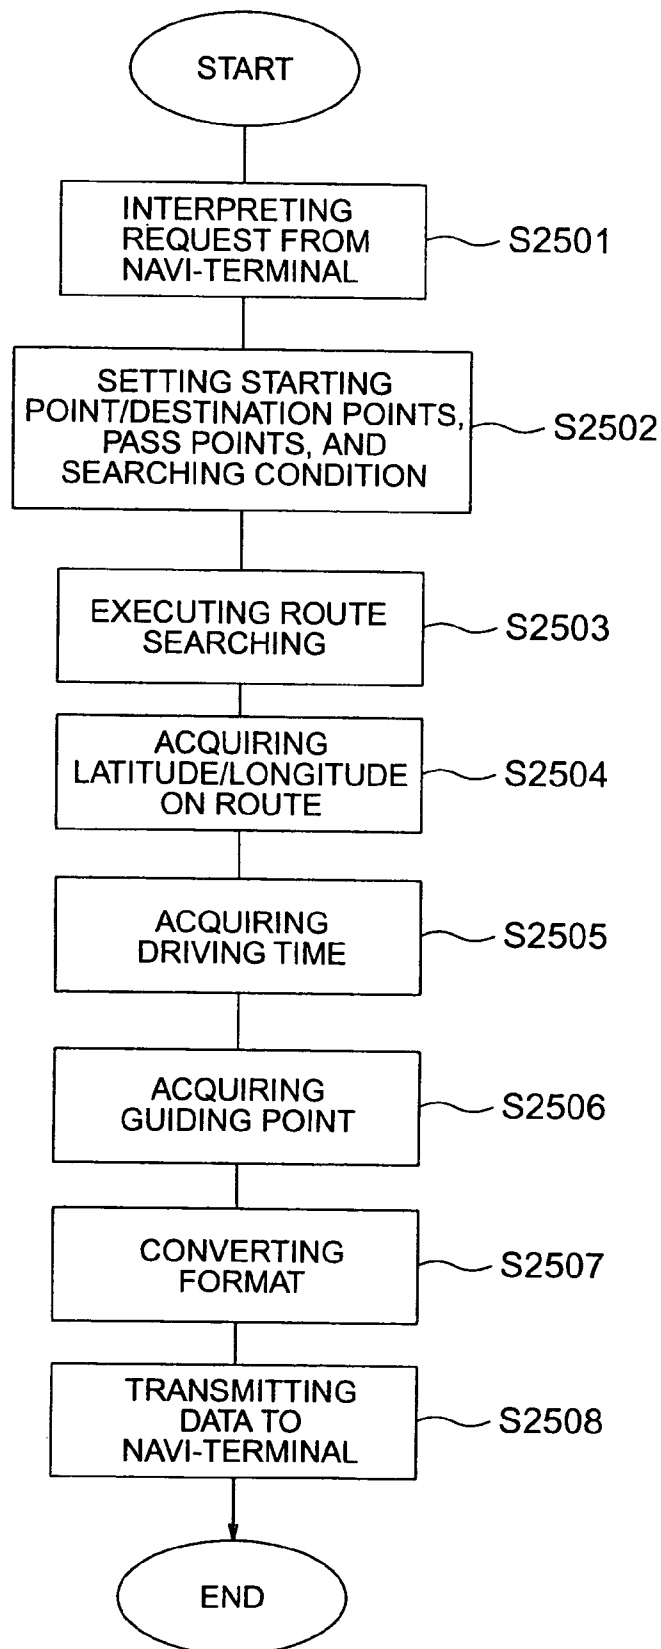 START
INTERPRETING
REQUEST FROM
NAVI-TERMINAL
S2501
SETTING STARTING
POINT/DESTINATION POINTS,
PASS POINTS, AND
SEARCHING CONDITION
S2502
EXECUTING ROUTE
SEARCHING
S2503
ACQUIRING
LATITUDE/LONGITUDE
ON ROUTE
S2504
ACQUIRING
DRIVING TIME
S2505
ACQUIRING
GUIDING POINT
S2506
CONVERTING
FORMAT
S2507
TRANSMITTING
DATA TO
NAVI-TERMINAL
S2508
END